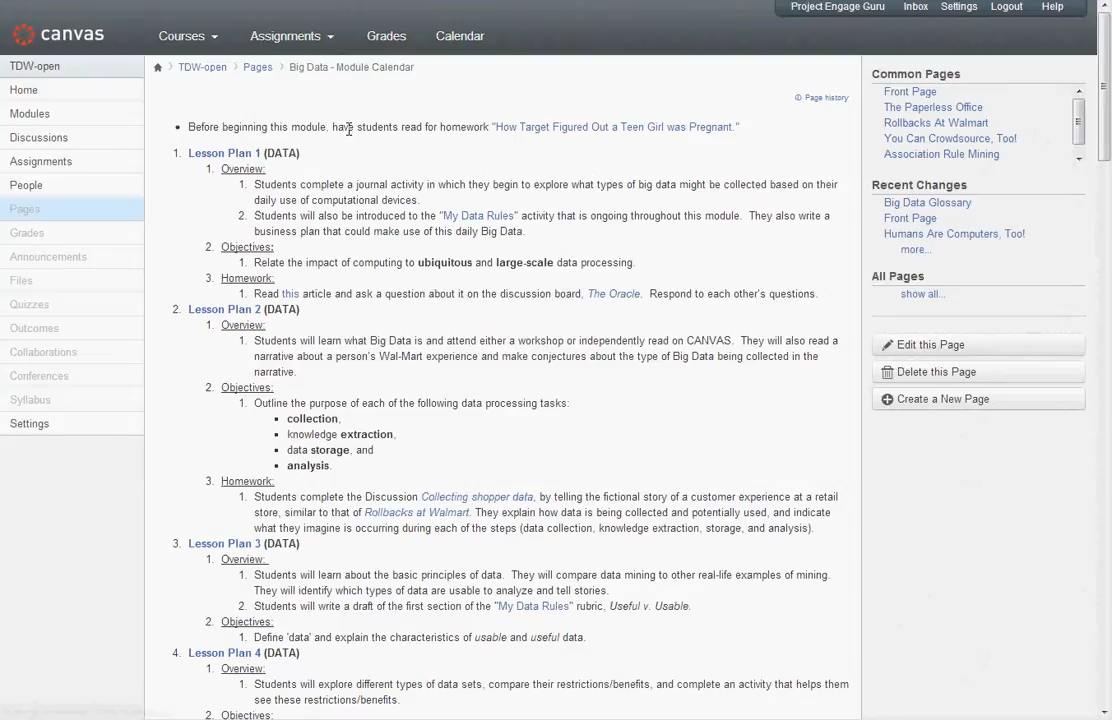 Project Engage Guru Inbox Settings Logout Help
canvas Courses Assignments Grades Calendar
TDW-open
Home
Modules
Discussions
Assignments
People
Pages
Grades
Announcements
Files
Quizzes
Outcomes
Collaborations
Conferences
Syllabus
Settings
TDW-open Pages Big Data - Module Calendar
Page history
• Before beginning this module, have students read for homework "How Target Figured Out a Teen Girl was Pregnant."
1. Lesson Plan 1 (DATA)
1. Overview:
1. Students complete a journal activity in which they begin to explore what types of big data might be collected based on their
daily use of computational devices.
2. Students will also be introduced to the "My Data Rules" activity that is ongoing throughout this module. They also write a
business plan that could make use of this daily Big Data.
2. Objectives:
1. Relate the impact of computing to ubiquitous and large-scale data processing.
3. Homework:
1. Read this article and ask a question about it on the discussion board, The Oracle. Respond to each other's questions.
2. Lesson Plan 2 (DATA)
1. Overview:
1. Students will learn what Big Data is and attend either a workshop or independently read on CANVAS. They will also read a
narrative about a person's Wal-Mart experience and make conjectures about the type of Big Data being collected in the
narrative.
2. Objectives:
1. Outline the purpose of each of the following data processing tasks:
• collection,
• knowledge extraction,
• data storage, and
• analysis.
3. Homework:
1. Students complete the Discussion Collecting shopper data, by telling the fictional story of a customer experience at a retail
store, similar to that of Rollbacks at Walmart. They explain how data is being collected and potentially used, and indicate
what they imagine is occurring during each of the steps (data collection, knowledge extraction, storage, and analysis).
3. Lesson Plan 3 (DATA)
1. Overview:
1. Students will learn about the basic principles of data. They will compare data mining to other real-life examples of mining.
They will identify which types of data are usable to analyze and tell stories.
2. Students will write a draft of the first section of the "My Data Rules" rubric, Useful v. Usable.
2. Objectives:
1. Define 'data' and explain the characteristics of usable and useful data.
4. Lesson Plan 4 (DATA)
1. Overview:
1. Students will explore different types of data sets, compare their restrictions/benefits, and complete an activity that helps them
see these restrictions/benefits.
2. Objectives:
Common Pages
Front Page
The Paperless Office
Rollbacks At Walmart
You Can Crowdsource, Too!
Association Rule Mining
Recent Changes
Big Data Glossary
Front Page
Humans Are Computers, Too!
more...
All Pages
show all...
Edit this Page
Delete this Page
Create a New Page